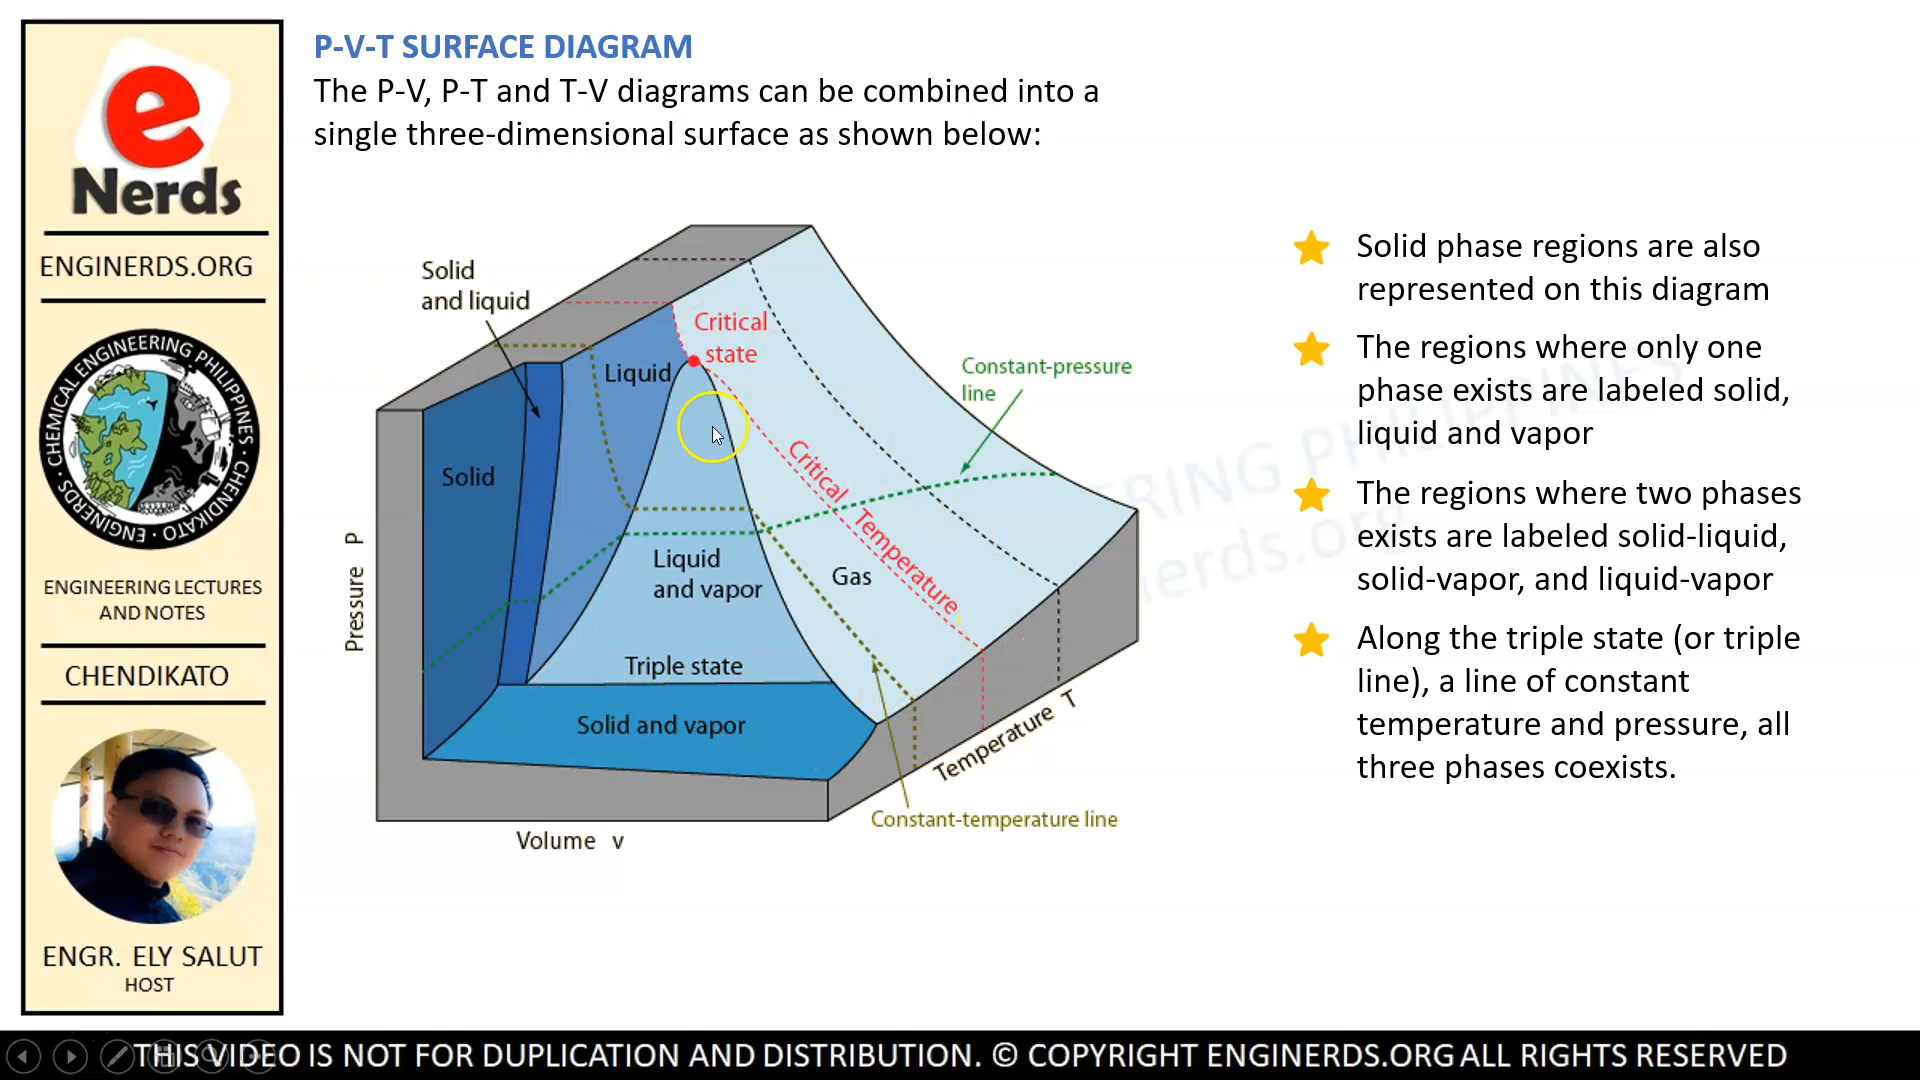 e
Nerds
ENGINERDS.ORG
CHEMICAL ENGINEERING PHILIPPINES
· CHENDIKATO · ENGINERDS ·
ENGINEERING LECTURES
AND NOTES
CHENDIKATO
ENGR. ELY SALUT
HOST
P-V-T SURFACE DIAGRAM
The P-V, P-T and T-V diagrams can be combined into a
single three-dimensional surface as shown below:
Solid
and liquid
Critical
state
Liquid
Constant-pressure
line
Solid
Critical Temperature
Liquid
and vapor
Gas
Pressure P
Triple state
Solid and vapor
Temperature T
Constant-temperature line
Volume v
Solid phase regions are also
represented on this diagram
The regions where only one
phase exists are labeled solid,
liquid and vapor
The regions where two phases
exists are labeled solid-liquid,
solid-vapor, and liquid-vapor
Along the triple state (or triple
line), a line of constant
temperature and pressure, all
three phases coexists.
ERING PHILIPPINES
nerds.org
THIS VIDEO IS NOT FOR DUPLICATION AND DISTRIBUTION. © COPYRIGHT ENGINERDS.ORG ALL RIGHTS RESERVED